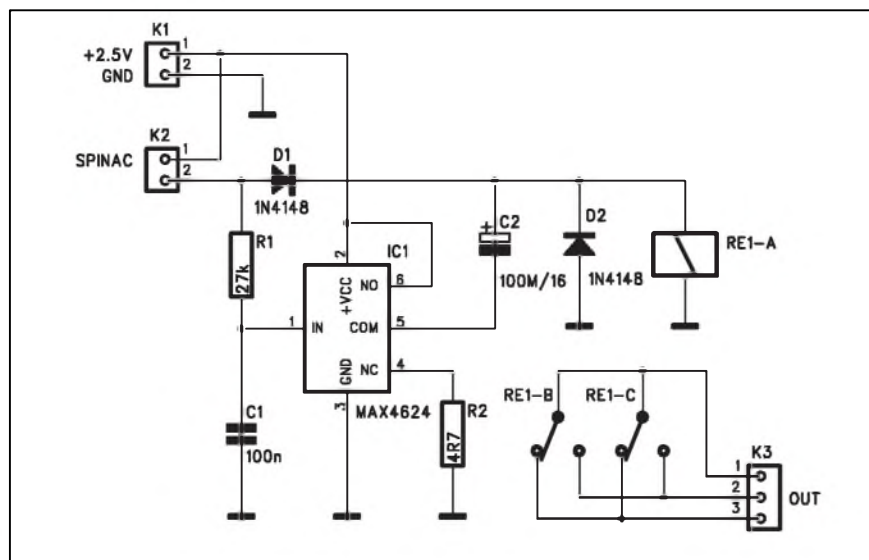 K1
+2.5V 1
GND 2
K2
SPINAC 1
2
D1
1N4148
R1
27k
2
IC1
+VCC NO 6
1 IN COM 5
GND NC 4
3 MAX4624
C1
100n
R2
4R7
+ C2
100M/16
D2
1N4148
RE1-A
RE1-B RE1-C
K3
1
2 OUT
3